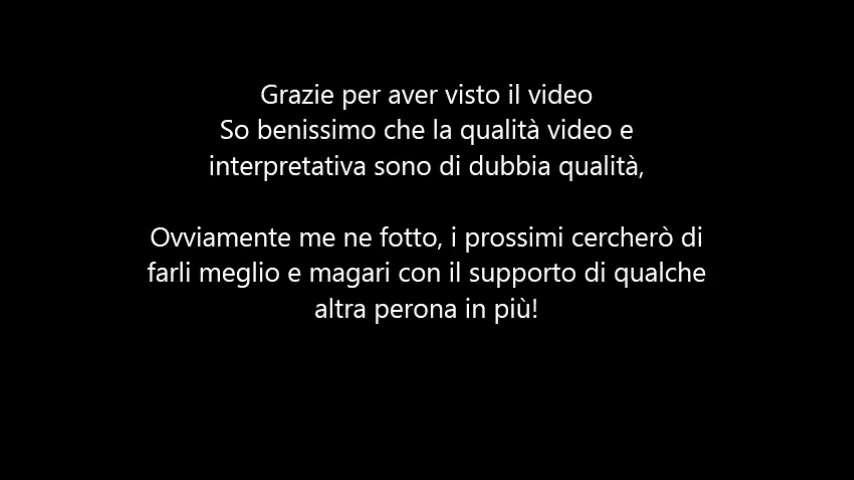 Grazie per aver visto il video
So benissimo che la qualità video e
interpretativa sono di dubbia qualità,
Ovviamente me ne fotto, i prossimi cercherò di
farli meglio e magari con il supporto di qualche
altra perona in più!